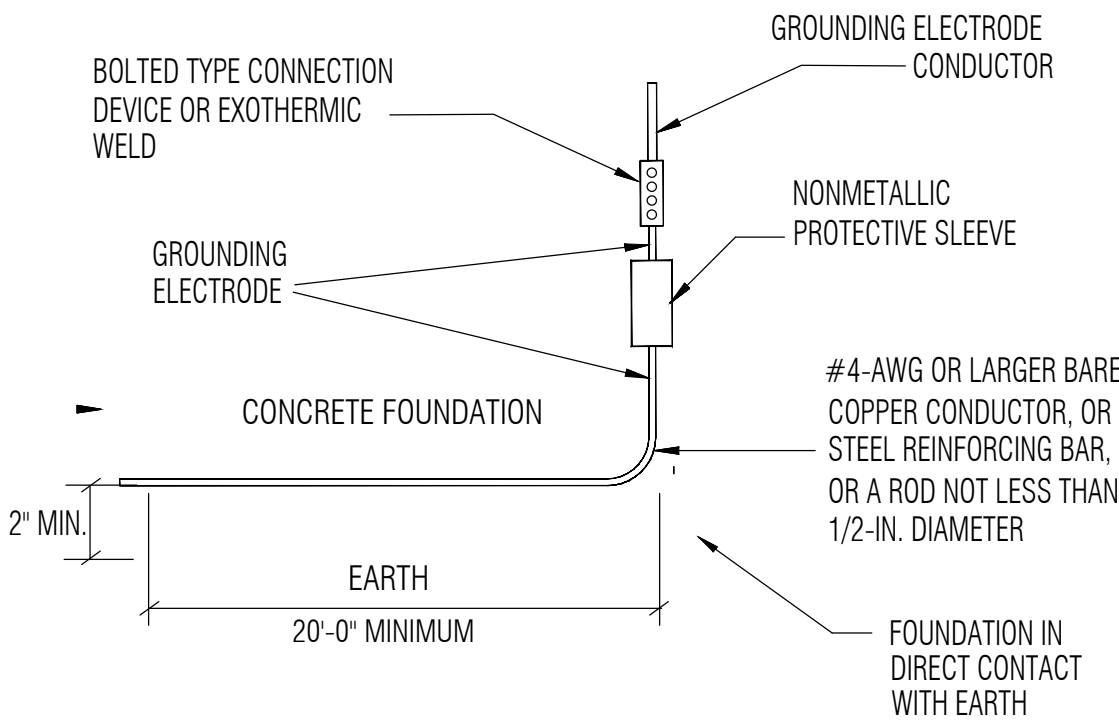 GROUNDING ELECTRODE
CONDUCTOR
BOLTED TYPE CONNECTION
DEVICE OR EXOTHERMIC
WELD
NONMETALLIC
PROTECTIVE SLEEVE
GROUNDING
ELECTRODE
#4-AWG OR LARGER BARE
COPPER CONDUCTOR, OR
STEEL REINFORCING BAR,
OR A ROD NOT LESS THAN
1/2-IN. DIAMETER
CONCRETE FOUNDATION
2" MIN.
EARTH
20'-0" MINIMUM
FOUNDATION IN
DIRECT CONTACT
WITH EARTH